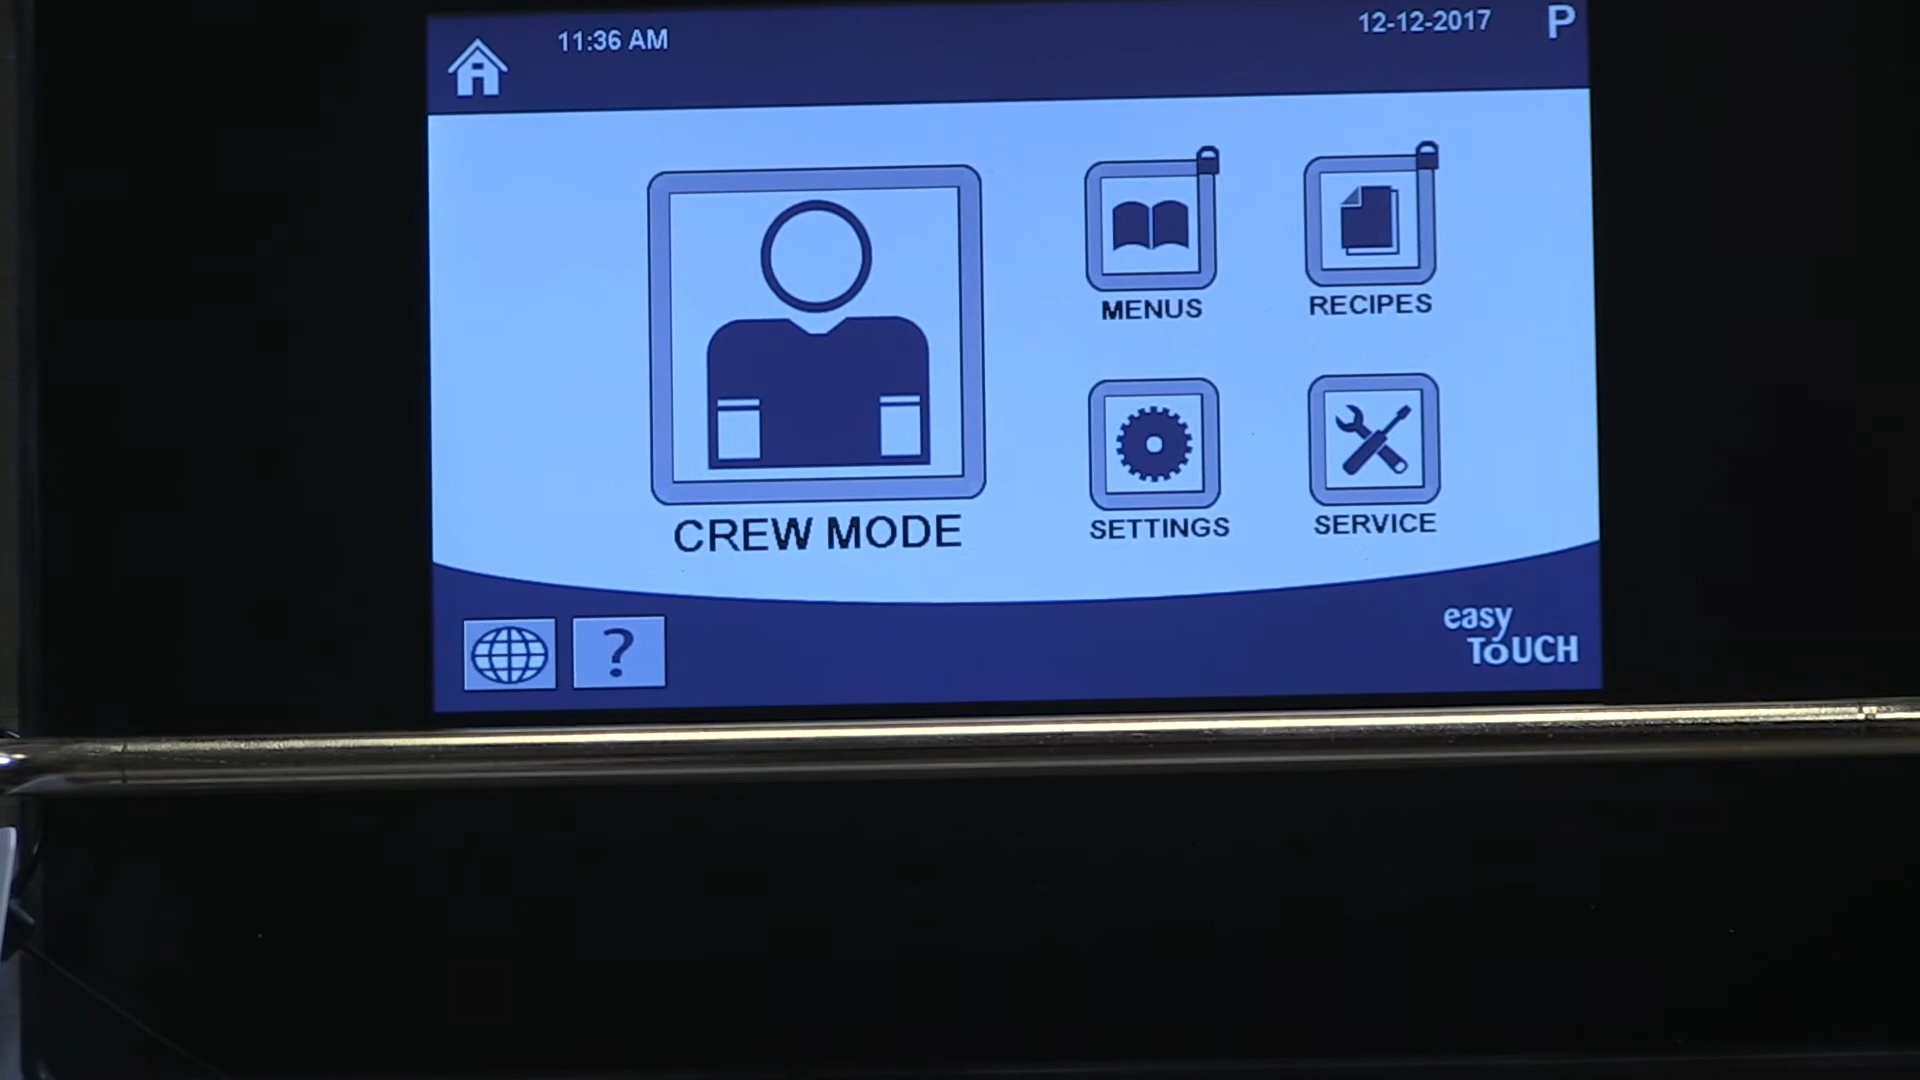 11:36 AM
12-12-2017
P
MENUS
RECIPES
CREW MODE
SETTINGS
SERVICE
?
easy
ToUCH